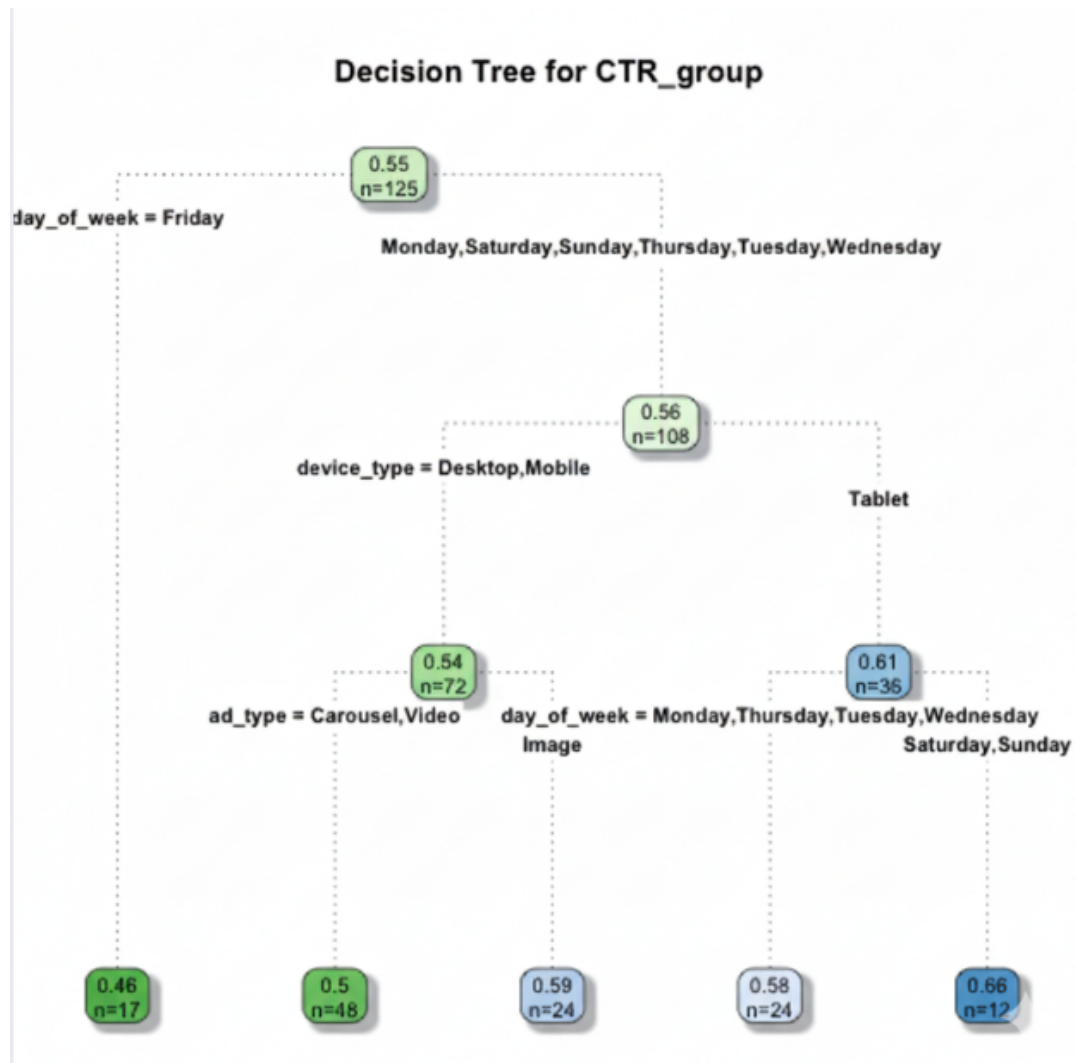 Decision Tree for CTR_group
0.55
n=125
day_of_week = Friday
Monday,Saturday,Sunday,Thursday,Tuesday,Wednesday
0.56
n=108
device_type = Desktop,Mobile
Tablet
0.54
n=72
0.61
n=36
ad_type = Carousel,Video
day_of_week = Monday,Thursday,Tuesday,Wednesday
Image
Saturday,Sunday
0.46
n=17
0.5
n=48
0.59
n=24
0.58
n=24
0.66
n=12